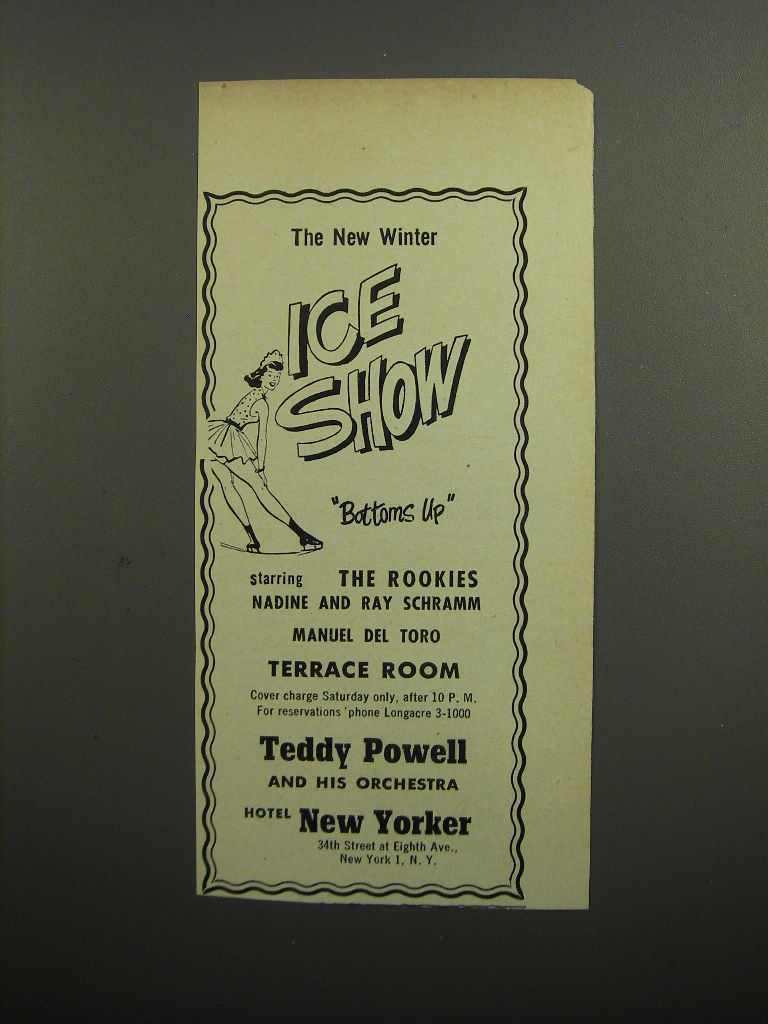 The New Winter
ICE
SHOW
"Bottoms Up"
starring THE ROOKIES
NADINE AND RAY SCHRAMM
MANUEL DEL TORO
TERRACE ROOM
Cover charge Saturday only, after 10 P. M.
For reservations 'phone Longacre 3-1000
Teddy Powell
AND HIS ORCHESTRA
HOTEL New Yorker
34th Street at Eighth Ave.,
New York 1, N. Y.